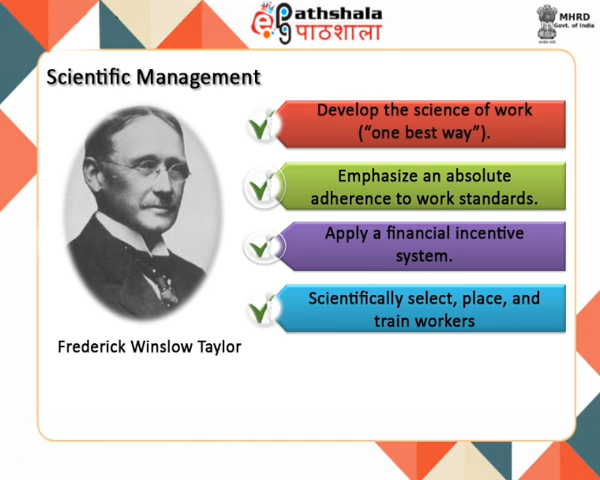 e Pathshala
पाठशाला
MHRD
Govt. of India
Scientific Management
Develop the science of work
(“one best way”).
Emphasize an absolute
adherence to work standards.
Apply a financial incentive
system.
Scientifically select, place, and
train workers
Frederick Winslow Taylor